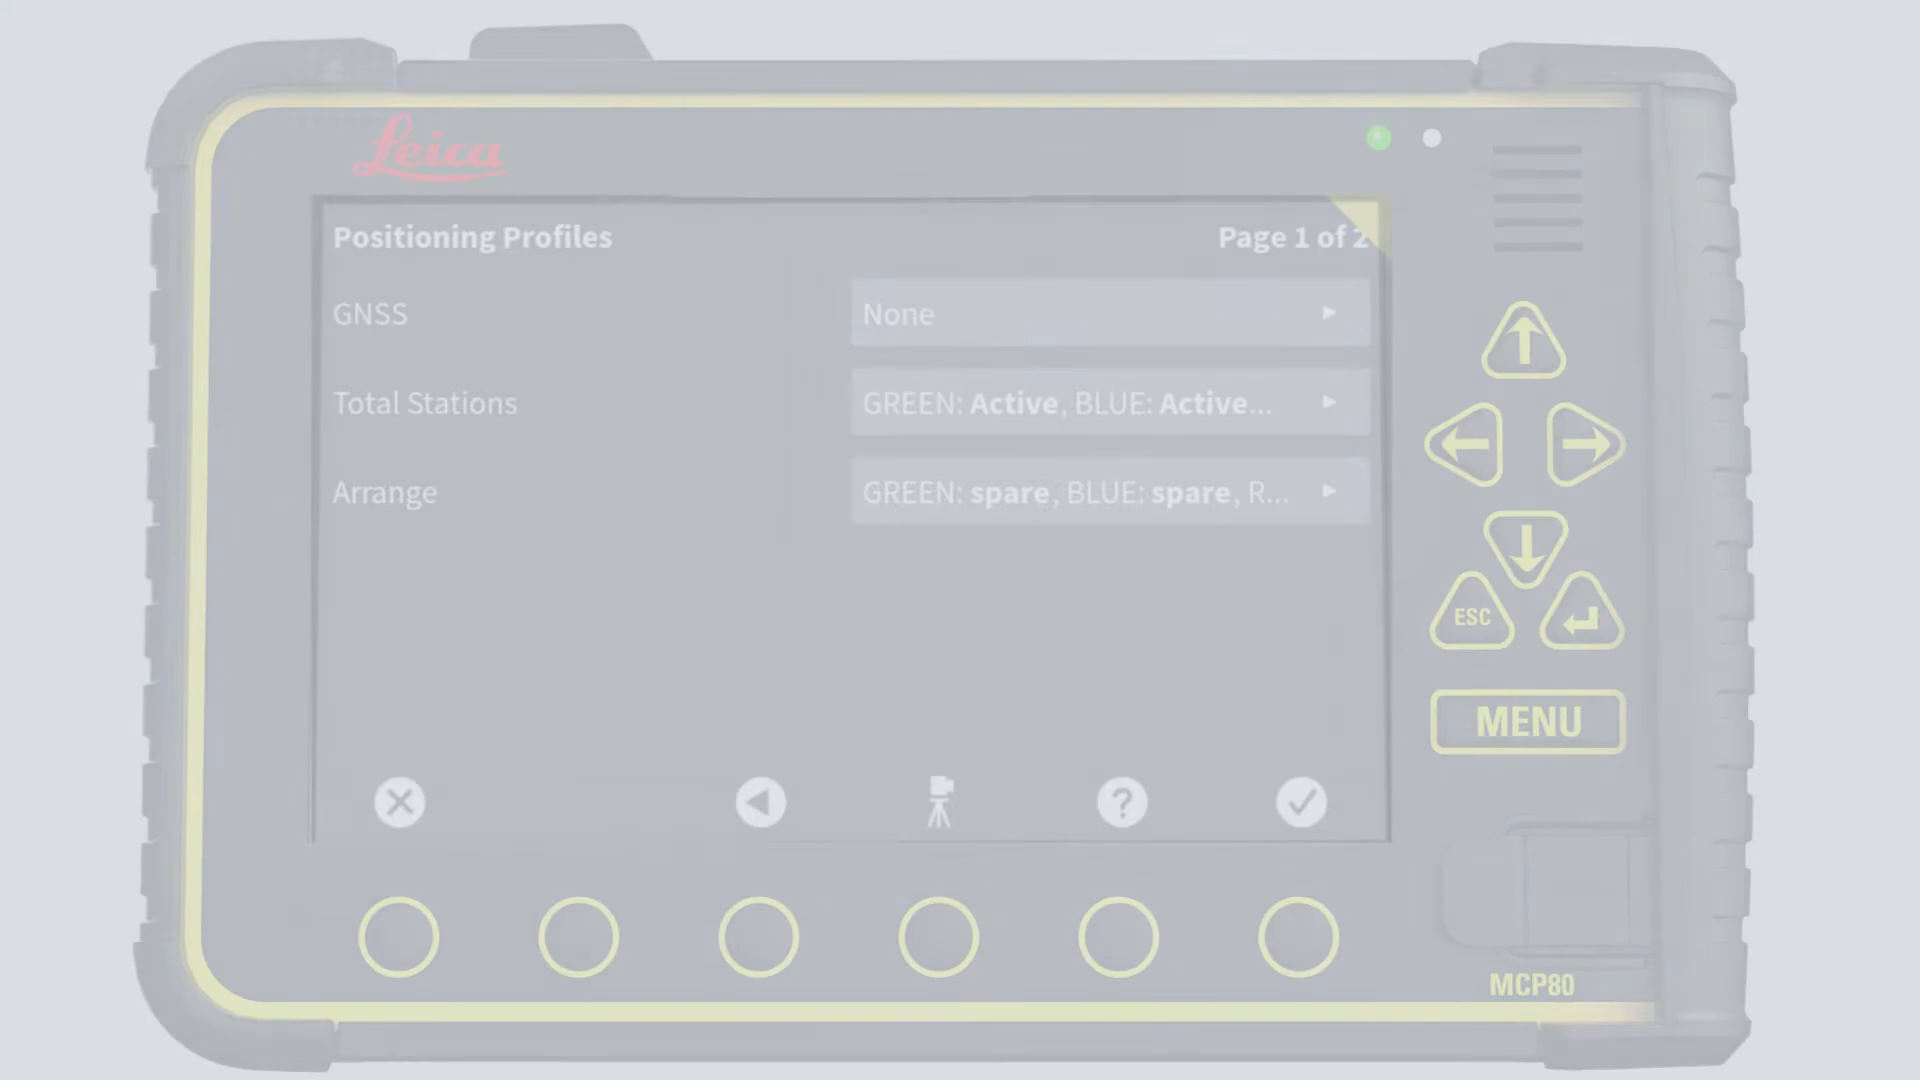 Leica
Positioning Profiles
Page 1 of 2
GNSS
None
Total Stations
GREEN: Active, BLUE: Active...
Arrange
GREEN: spare, BLUE: spare, R...
?
ESC
MENU
MCP80